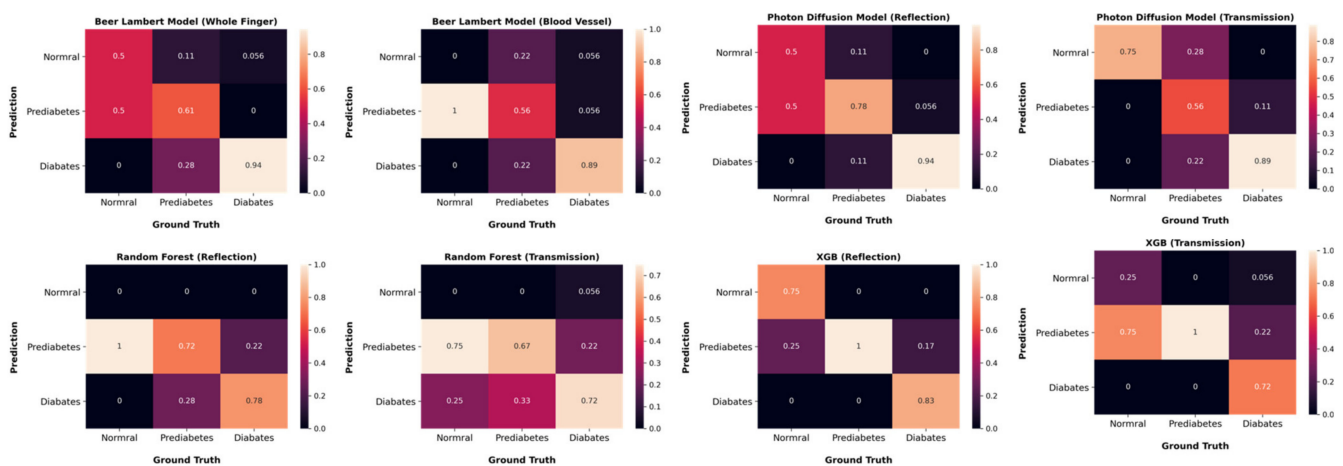 Beer Lambert Model (Whole Finger)
Prediction
Normral
0.5 0.11 0.056
Prediabetes
0.5 0.61 0
Diabates
0 0.28 0.94
Normral Prediabetes Diabates
Ground Truth
0.8
0.6
0.4
0.2
0.0
Beer Lambert Model (Blood Vessel)
Prediction
Normral
0 0.22 0.056
Prediabetes
1 0.56 0.056
Diabates
0 0.22 0.89
Normral Prediabetes Diabates
Ground Truth
1.0
0.8
0.6
0.4
0.2
0.0
Photon Diffusion Model (Reflection)
Prediction
Normral
0.5 0.11 0
Prediabetes
0.5 0.78 0.056
Diabates
0 0.11 0.94
Normral Prediabetes Diabates
Ground Truth
0.8
0.6
0.4
0.2
0.0
Photon Diffusion Model (Transmission)
Prediction
Normral
0.75 0.28 0
Prediabetes
0 0.56 0.11
Diabates
0 0.22 0.89
Normral Prediabetes Diabates
Ground Truth
0.8
0.7
0.6
0.5
0.4
0.3
0.2
0.1
0.0
Random Forest (Reflection)
Prediction
Normral
0 0 0
Prediabetes
1 0.72 0.22
Diabates
0 0.28 0.78
Normral Prediabetes Diabates
Ground Truth
1.0
0.8
0.6
0.4
0.2
0.0
Random Forest (Transmission)
Prediction
Normral
0 0 0.056
Prediabetes
0.75 0.67 0.22
Diabates
0.25 0.33 0.72
Normral Prediabetes Diabates
Ground Truth
0.7
0.6
0.5
0.4
0.3
0.2
0.1
0.0
XGB (Reflection)
Prediction
Normral
0.75 0 0
Prediabetes
0.25 1 0.17
Diabates
0 0 0.83
Normral Prediabetes Diabates
Ground Truth
1.0
0.8
0.6
0.4
0.2
0.0
XGB (Transmission)
Prediction
Normral
0.25 0 0.056
Prediabetes
0.75 1 0.22
Diabates
0 0 0.72
Normral Prediabetes Diabates
Ground Truth
1.0
0.8
0.6
0.4
0.2
0.0